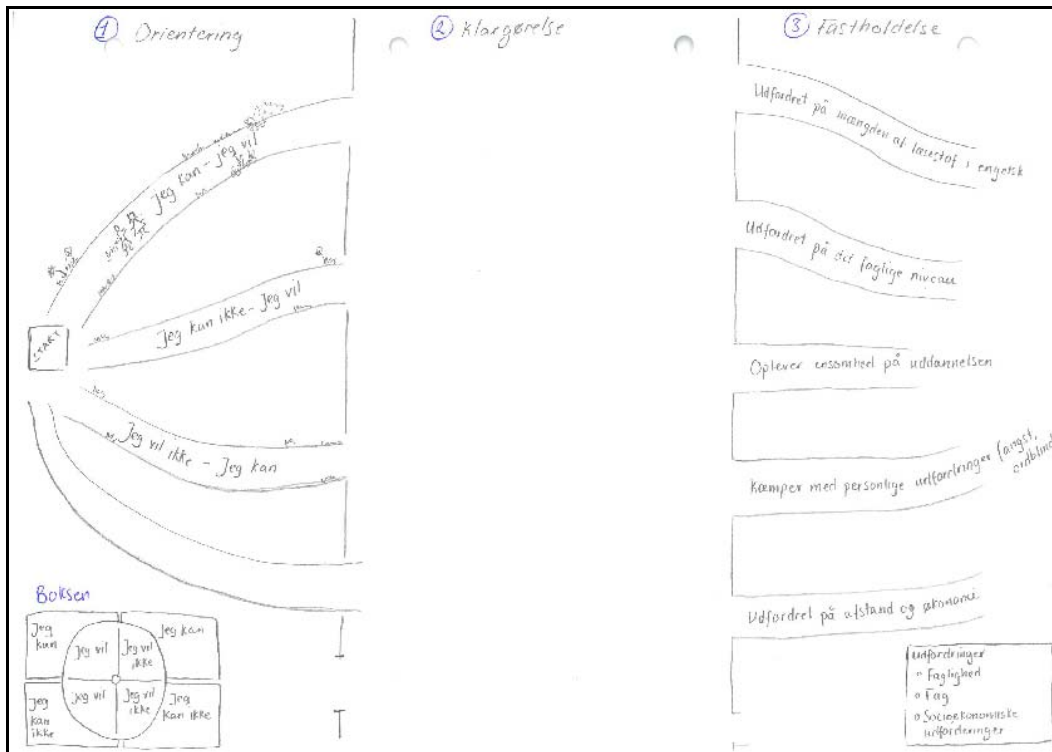 ① Orientering
② Klargørelse
③ Fastholdelse
Jeg kan - jeg vil
Jeg kan ikke - Jeg vil
START
Jeg vil ikke - Jeg kan
Boksen
Jeg kan
Jeg vil
Jeg vil ikke
Jeg kan
Jeg kan ikke
Jeg vil
Jeg vil ikke
Jeg kan ikke
Udfordret på mængden af læsestof i engelsk
Udfordret på det faglige niveau
Oplever ensomhed på uddannelsen
Kæmper med personlige udfordringer (angst,
ordblind
Udfordret på afstand og økonomi
Udfordringer
Faglighed
Fag
Socioøkonomiske
udfordringer